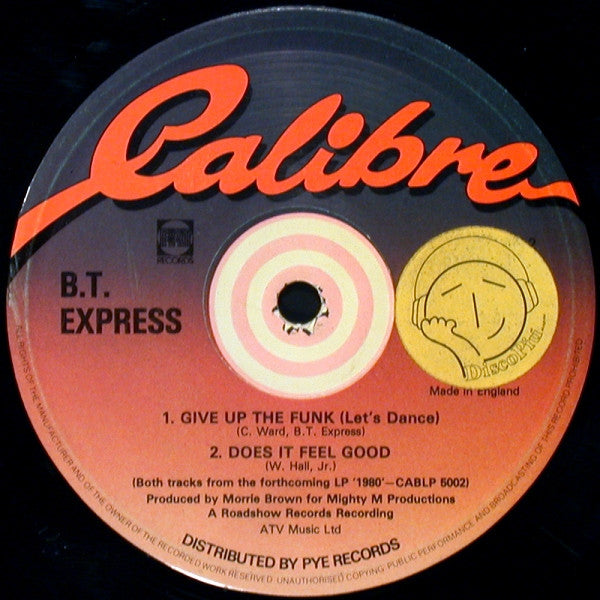 Calibre
RECORDS
2
B.T.
EXPRESS
DiscoPiù...
Made in England
1. GIVE UP THE FUNK (Let's Dance)
(C. Ward, B.T. Express)
2. DOES IT FEEL GOOD
(W. Hall, Jr.)
(Both tracks from the forthcoming LP '1980'—CABLP 5002)
Produced by Morrie Brown for Mighty M Productions
A Roadshow Records Recording
ATV Music Ltd
DISTRIBUTED BY PYE RECORDS
ALL RIGHTS OF THE MANUFACTURER AND OF THE OWNER OF THE RECORDED WORK RESERVED. UNAUTHORISED COPYING PUBLIC PERFORMANCE AND BROADCASTING OF THIS RECORD PROHIBITED